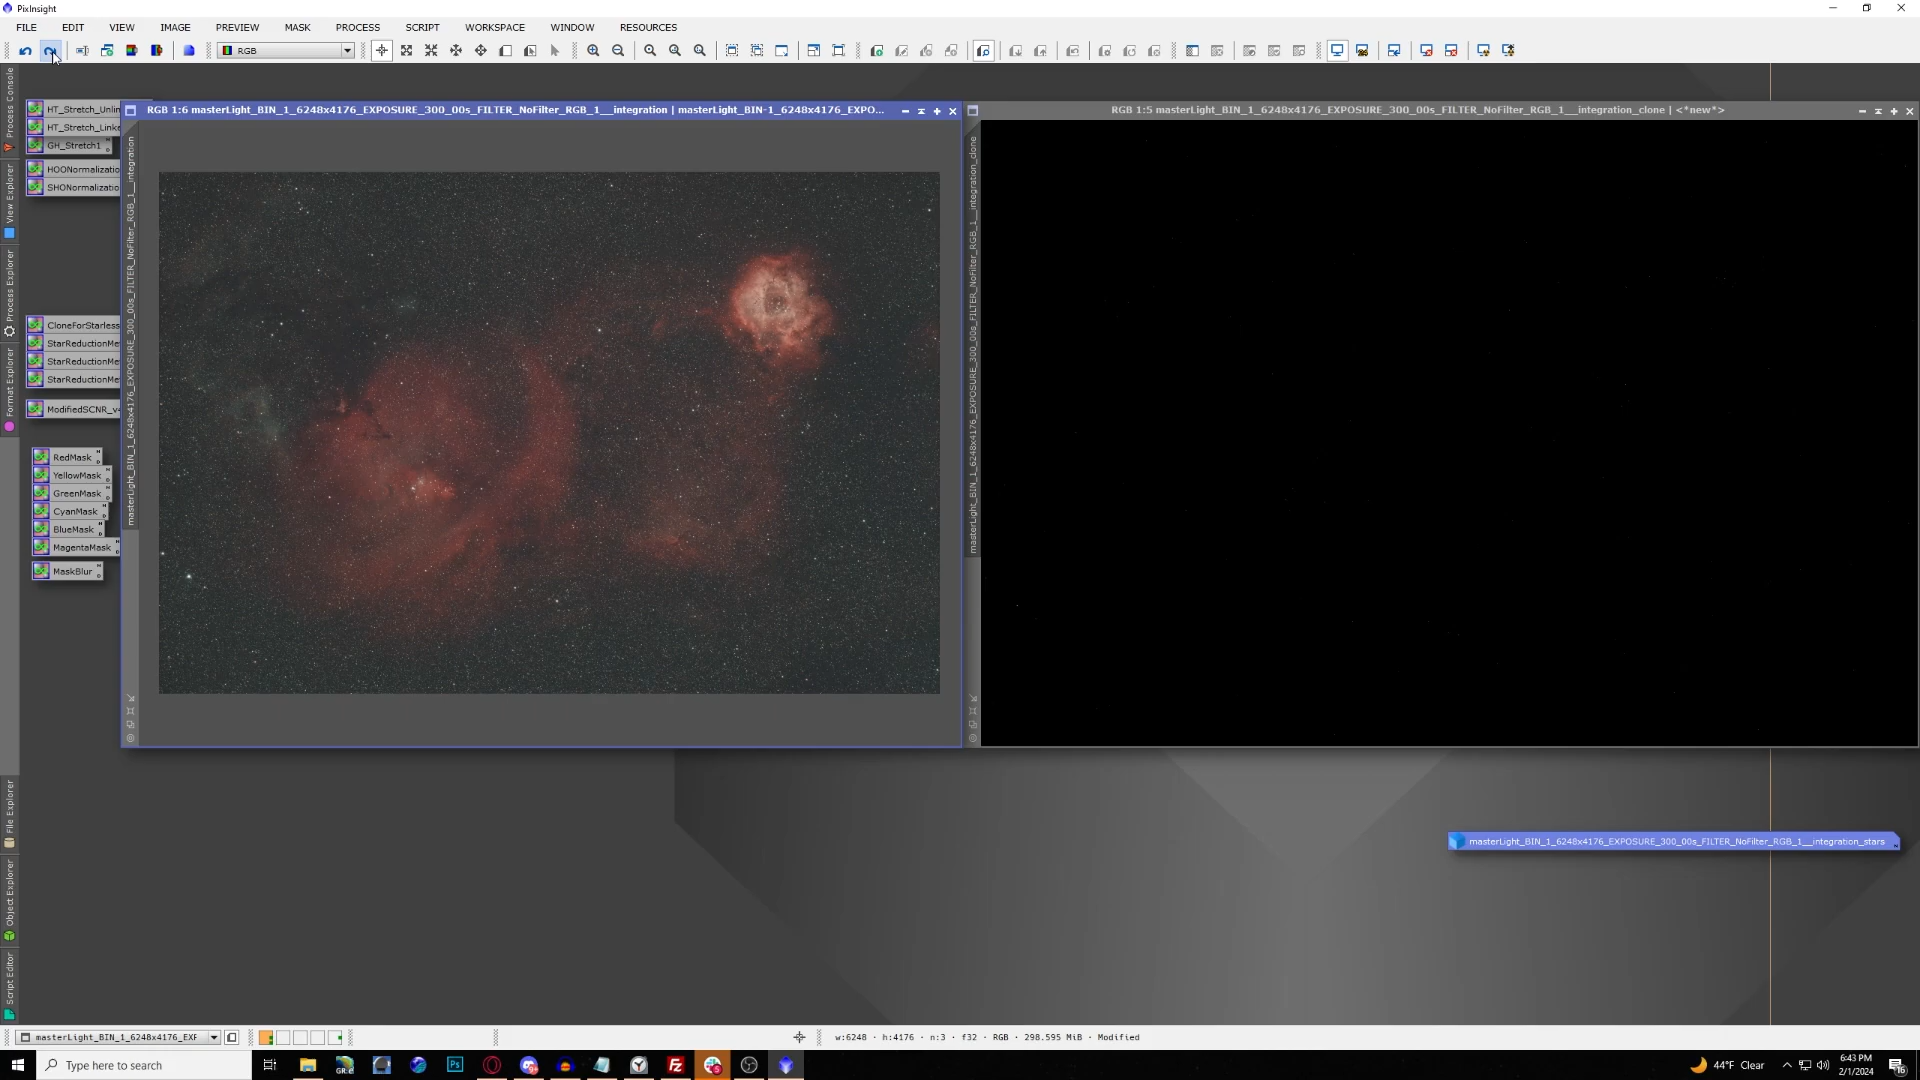 PixInsight
FILE EDIT VIEW IMAGE PREVIEW MASK PROCESS SCRIPT WORKSPACE WINDOW RESOURCES
RGB
Process Console
View Explorer
Process Explorer
Format Explorer
File Explorer
Object Explorer
Script Editor
HT_Stretch_Unlin
HT_Stretch_Linke
GH_Stretch1
HOONormalizatio
SHONormalizatio
CloneForStarless
StarReductionMe
StarReductionMe
StarReductionMe
ModifiedSCNR_v4
RedMask
YellowMask
GreenMask
CyanMask
BlueMask
MagentaMask
MaskBlur
RGB 1:6 masterLight_BIN_1_6248x4176_EXPOSURE_300_00s_FILTER_NoFilter_RGB_1__integration | masterLight_BIN-1_6248x4176_EXPO...
masterLight_BIN_1_6248x4176_EXPOSURE_300_00s_FILTER_NoFilter_RGB_1__integration
RGB 1:5 masterLight_BIN_1_6248x4176_EXPOSURE_300_00s_FILTER_NoFilter_RGB_1__integration_clone | <*new*>
masterLight_BIN_1_6248x4176_EXPOSURE_300_00s_FILTER_NoFilter_RGB_1__integration_clone
masterLight_BIN_1_6248x4176_EXPOSURE_300_00s_FILTER_NoFilter_RGB_1__integration_stars
masterLight_BIN_1_6248x4176_EXF
w:6248 · h:4176 · n:3 · f32 · RGB · 298.595 MiB · Modified
Type here to search
44°F Clear
6:43 PM
2/1/2024